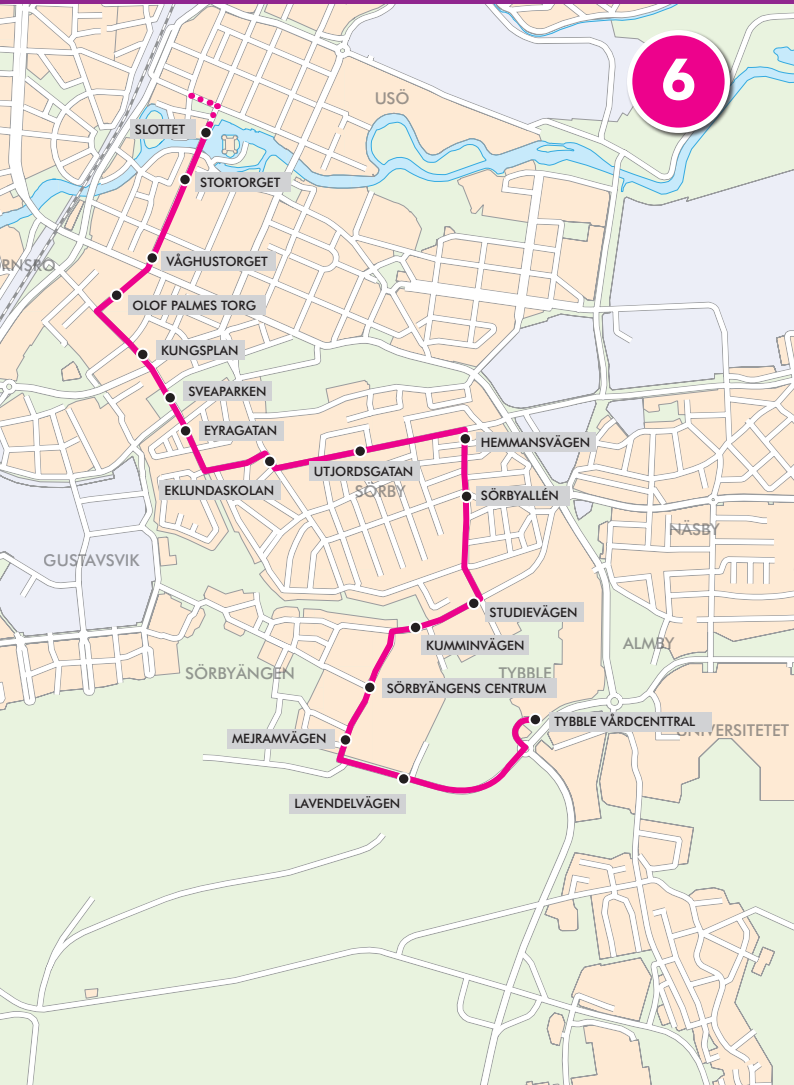 6
USÖ
SLOTTET
STORTORGET
VÅGHUSTORGET
RNSRO
OLOF PALMES TORG
KUNGSPLAN
SVEAPARKEN
EYRAGATAN
HEMMANSVÄGEN
UTJORDSGATAN
EKLUNDASKOLAN
SÖRBY
SÖRBYALLÉN
NÄSBY
GUSTAVSVIK
STUDIEVÄGEN
KUMMINVÄGEN
ALMBY
SÖRBYÄNGEN
TYBBLE
SÖRBYÄNGENS CENTRUM
TYBBLE VÅRDCENTTRAL
UNIVERSITETET
MEJRAMVÄGEN
LAVENDELVÄGEN